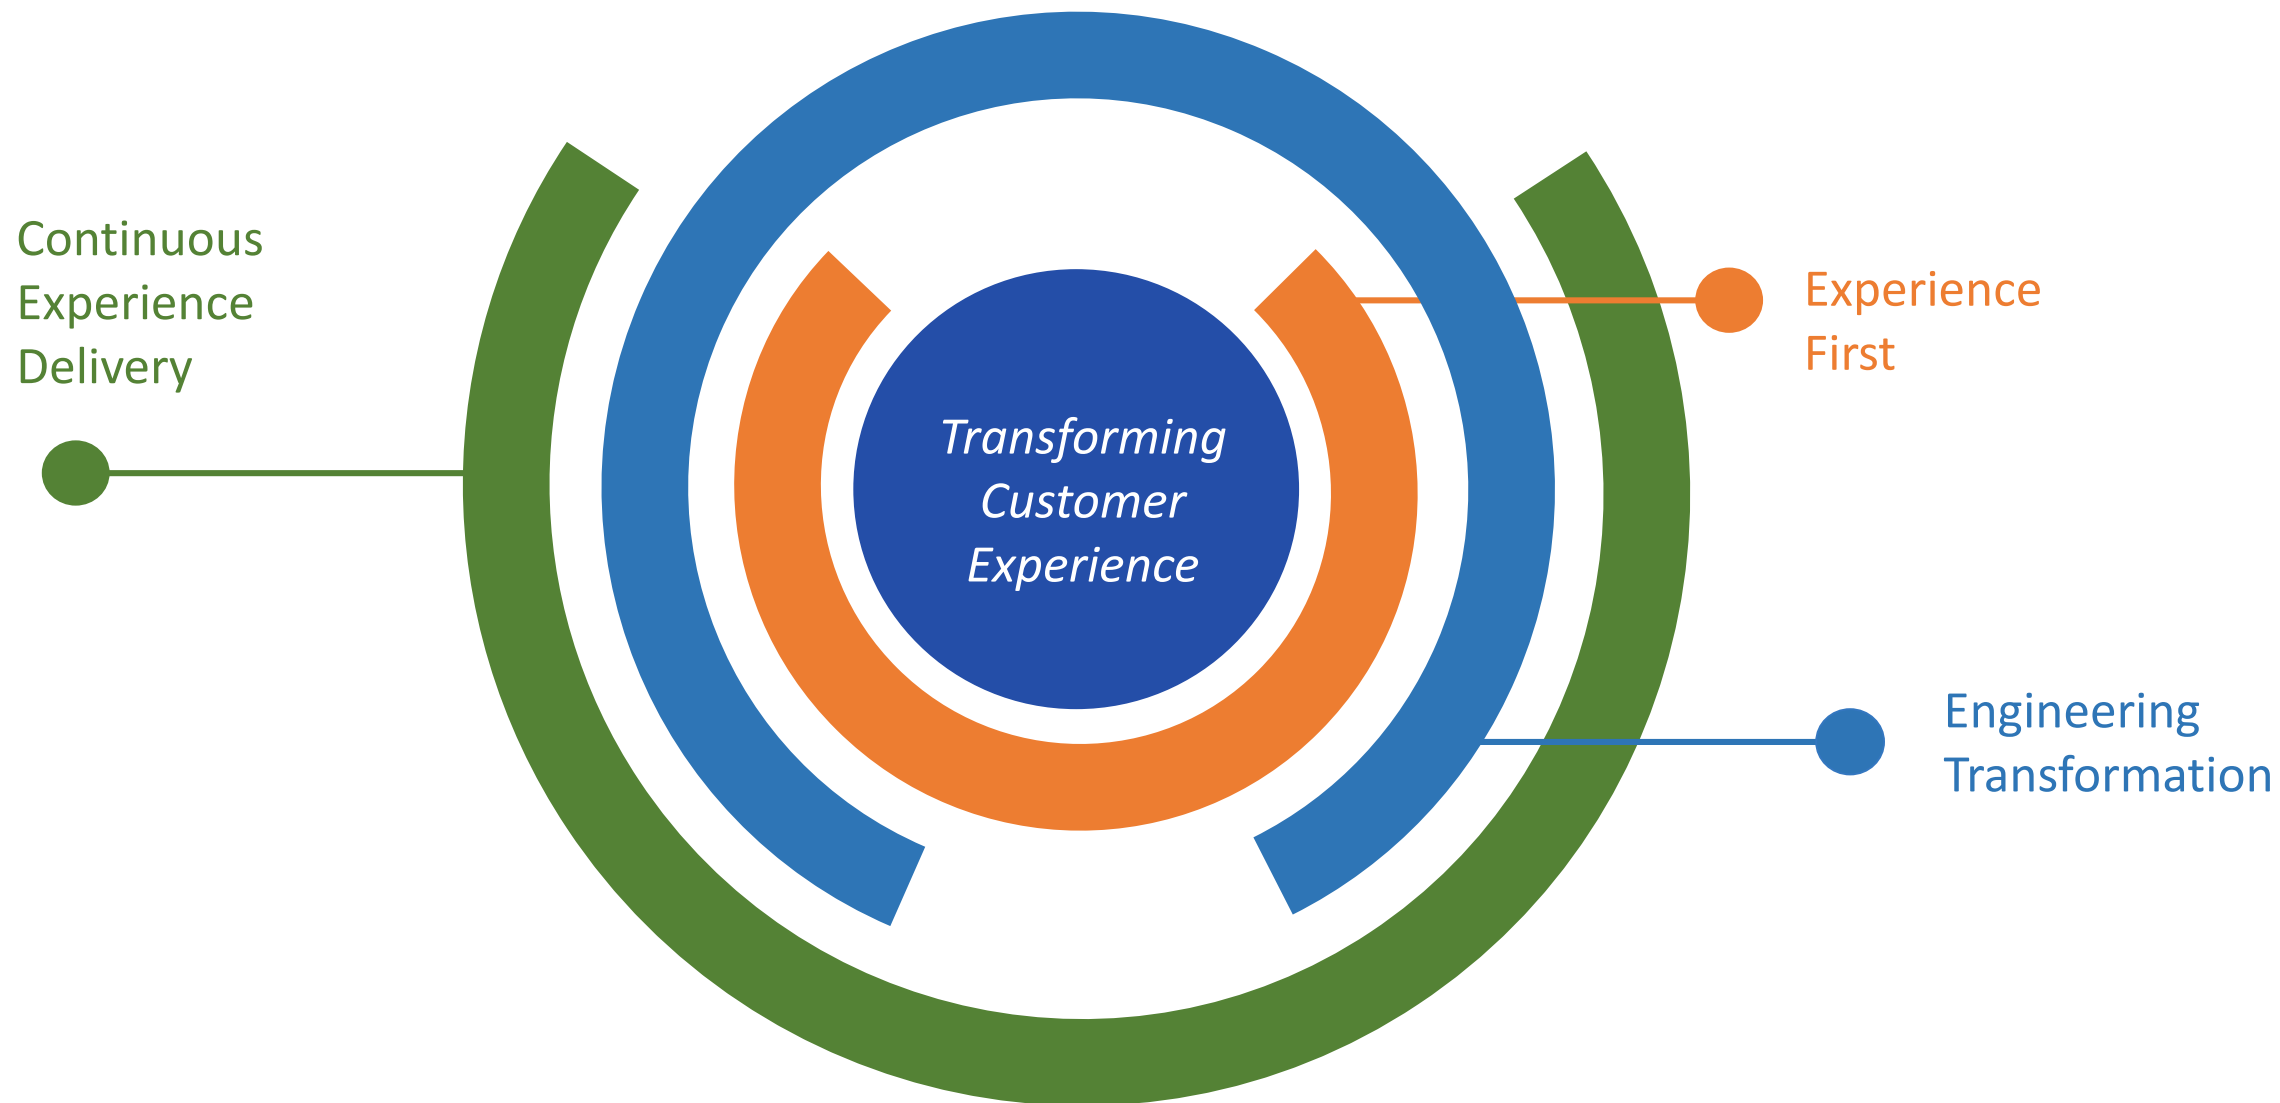 Continuous
Experience
Delivery
Transforming
Customer
Experience
Experience
First
Engineering
Transformation